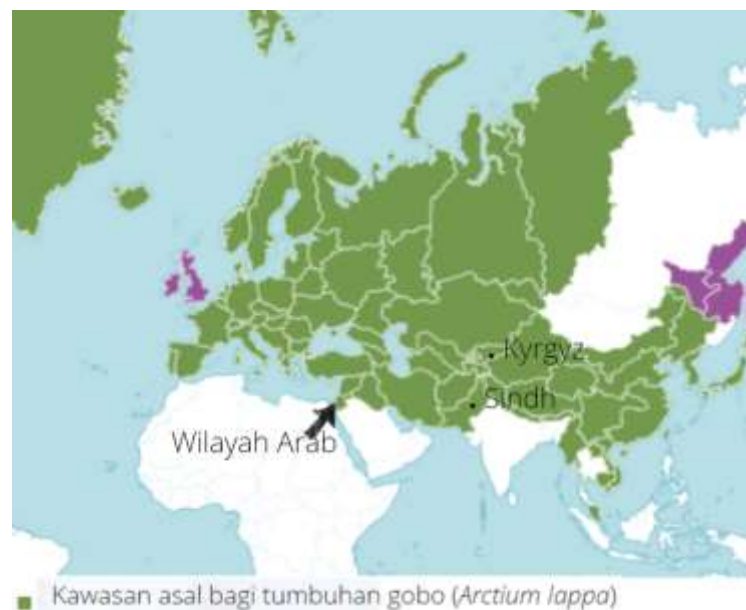 Kyrgyz
Sindh
Wilayah Arab
Kawasan asal bagi tumbuhan gobo (Arctium lappa)